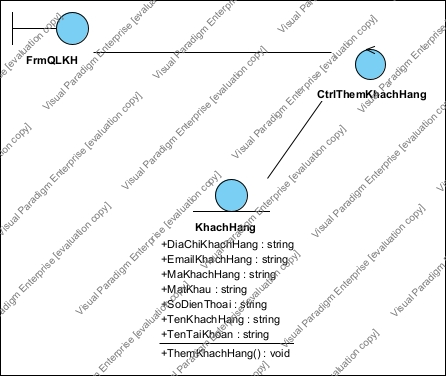 FrmQLKH
CtrlThemKhachHang
KhachHang
+DiaChiKhachHang : string
+EmailKhachHang : string
+MaKhachHang : string
+MatKhau : string
+SoDienThoai : string
+TenKhachHang : string
+TenTaiKhoan : string
+ThemKhachHang() : void
Visual Paradigm Enterprise [evaluation copy]